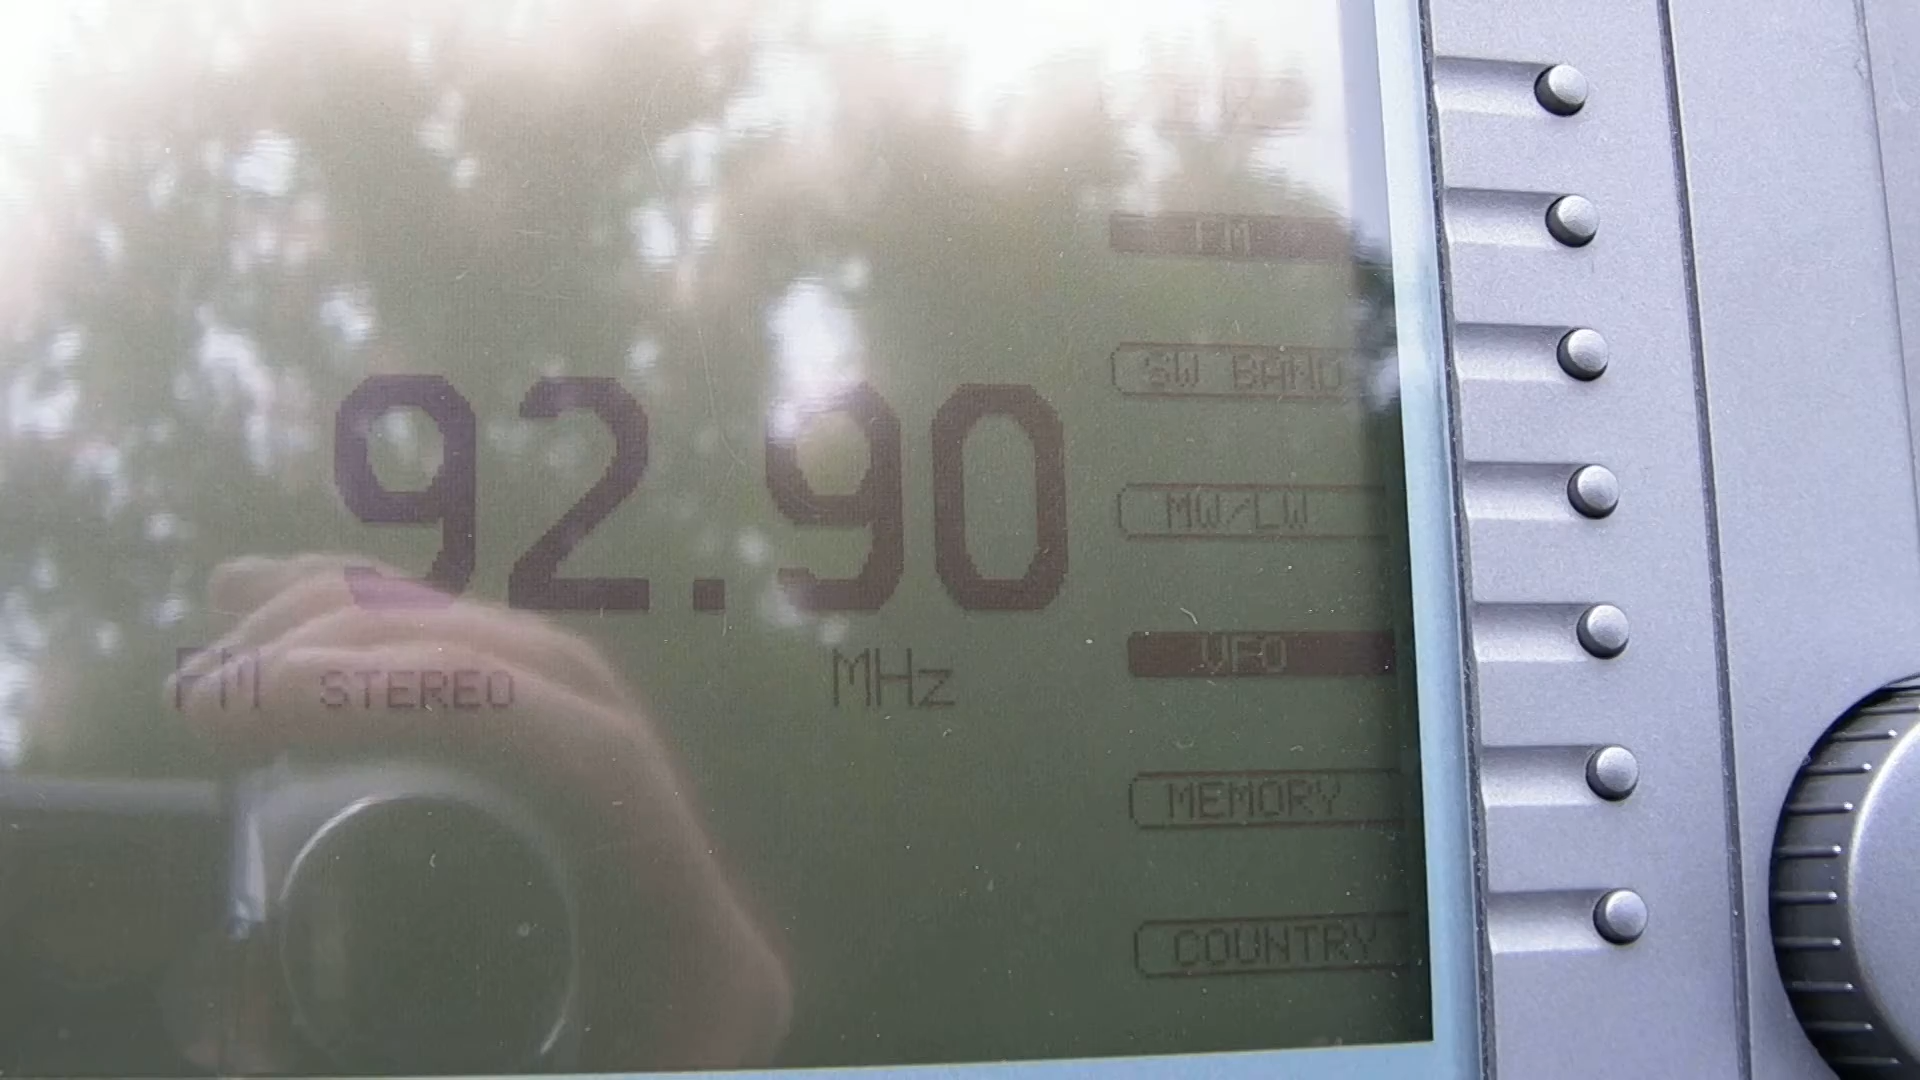 FM
SW BAND
92.90
MW/LW
VFO
FM STEREO MHz
MEMORY
COUNTRY